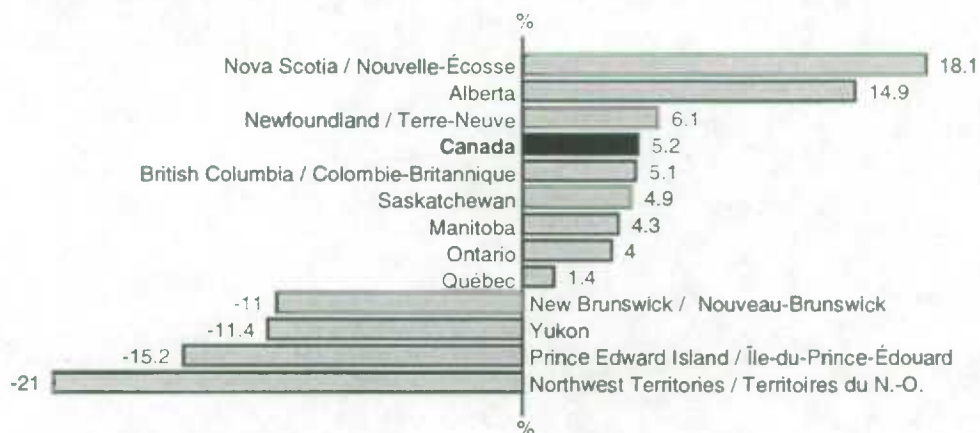 %
Nova Scotia / Nouvelle-Écosse 18.1
Alberta 14.9
Newfoundland / Terre-Neuve 6.1
Canada 5.2
British Columbia / Colombie-Britannique 5.1
Saskatchewan 4.9
Manitoba 4.3
Ontario 4
Québec 1.4
-11 New Brunswick / Nouveau-Brunswick
-11.4 Yukon
-15.2 Prince Edward Island / Île-du-Prince-Édouard
-21 Northwest Territories / Territoires du N.-O.
%